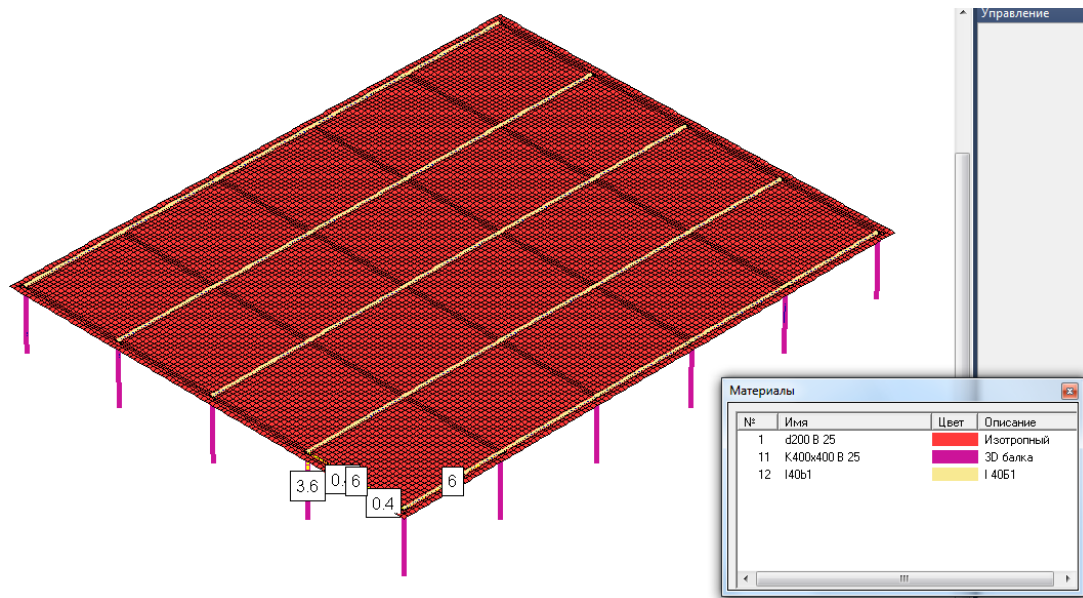 Управление
3.6
6
0.4
6
Материалы
№ Имя Цвет Описание
1 d200 B 25 Изотропный
11 K400x400 B 25 3D балка
12 I40b1 I 40Б1